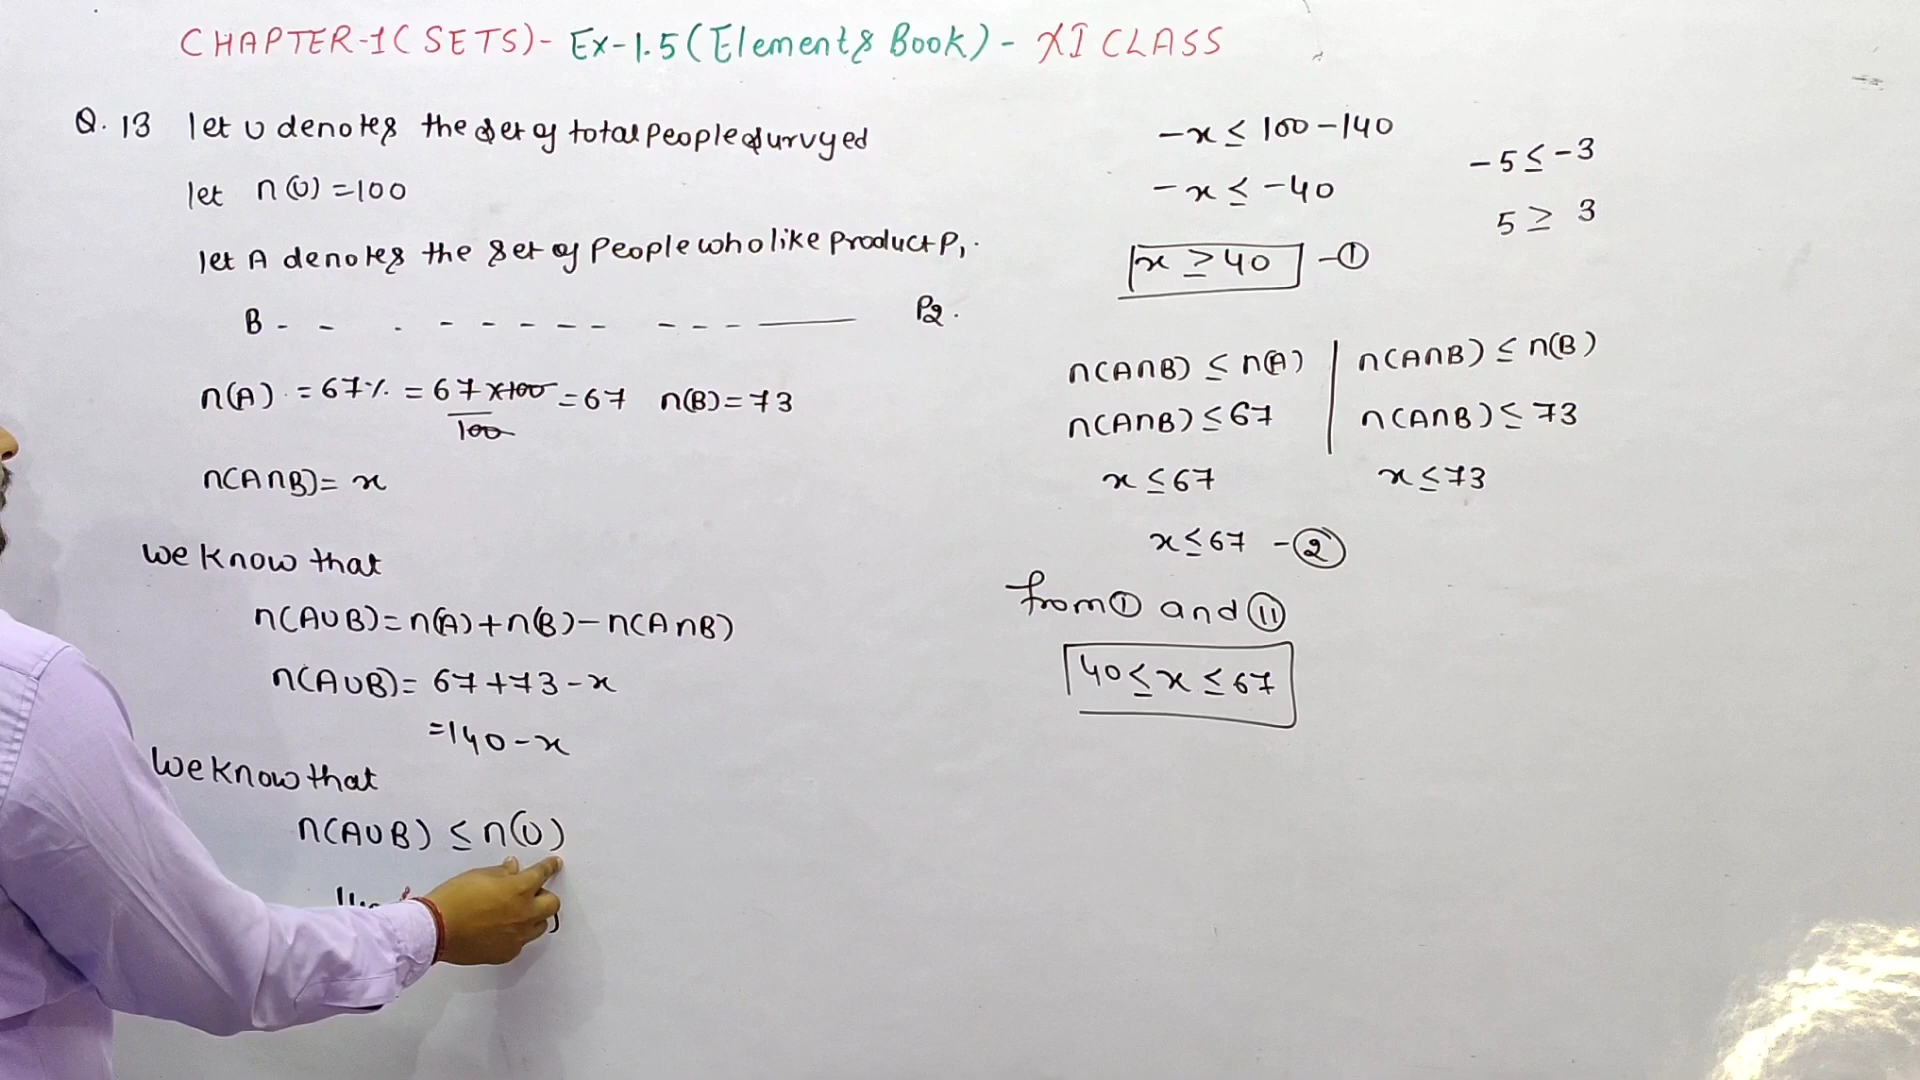 CHAPTER-1(SETS)- Ex-1.5(Elements Book)- XI CLASS
Q.13 let U denotes the set of total People survyed
let n(U)=100
let A denotes the set of People who like Product P₁.
B - - . - - - - - - - - —— P₂.
n(A) = 67% = 67×100/100 = 67 n(B)=73
n(A∩B)= x
We know that
n(A∪B)=n(A)+n(B)-n(A∩B)
n(A∪B)= 67+73-x
=140-x
We know that
n(A∪B) ≤ n(U)
-x ≤ 100-140
-x ≤ -40
x ≥ 40 -①
-5 ≤ -3
5 ≥ 3
n(A∩B) ≤ n(A) | n(A∩B) ≤ n(B)
n(A∩B) ≤ 67 | n(A∩B) ≤ 73
x ≤ 67 x ≤ 73
x ≤ 67 -②
from ① and ⑪
40 ≤ x ≤ 67